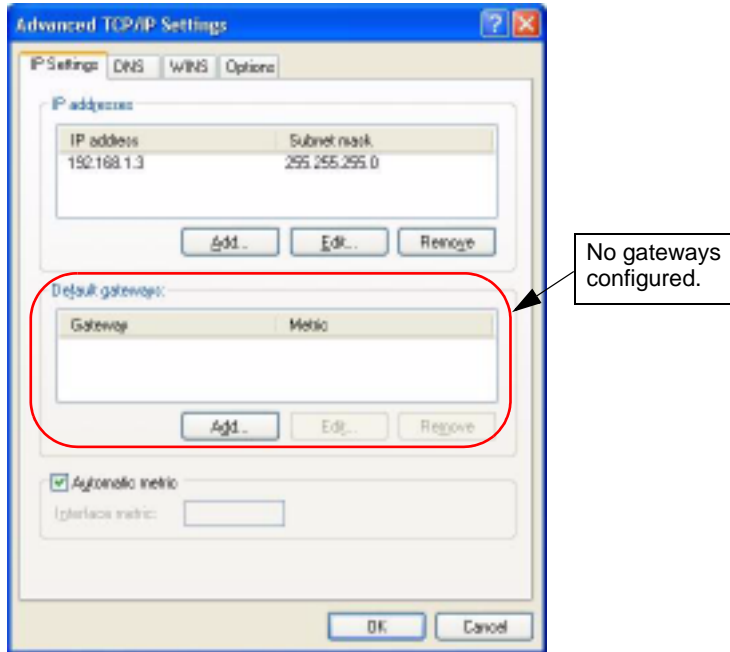 Advanced TCP/IP Settings
IP Settings DNS WINS Options
IP addresses
IP address Subnet mask
192.168.1.3 255.255.255.0
Add... Edit... Remove
No gateways
configured.
Default gateways:
Gateway Metric
Add... Edit... Remove
Automatic metric
Interface metric:
OK Cancel